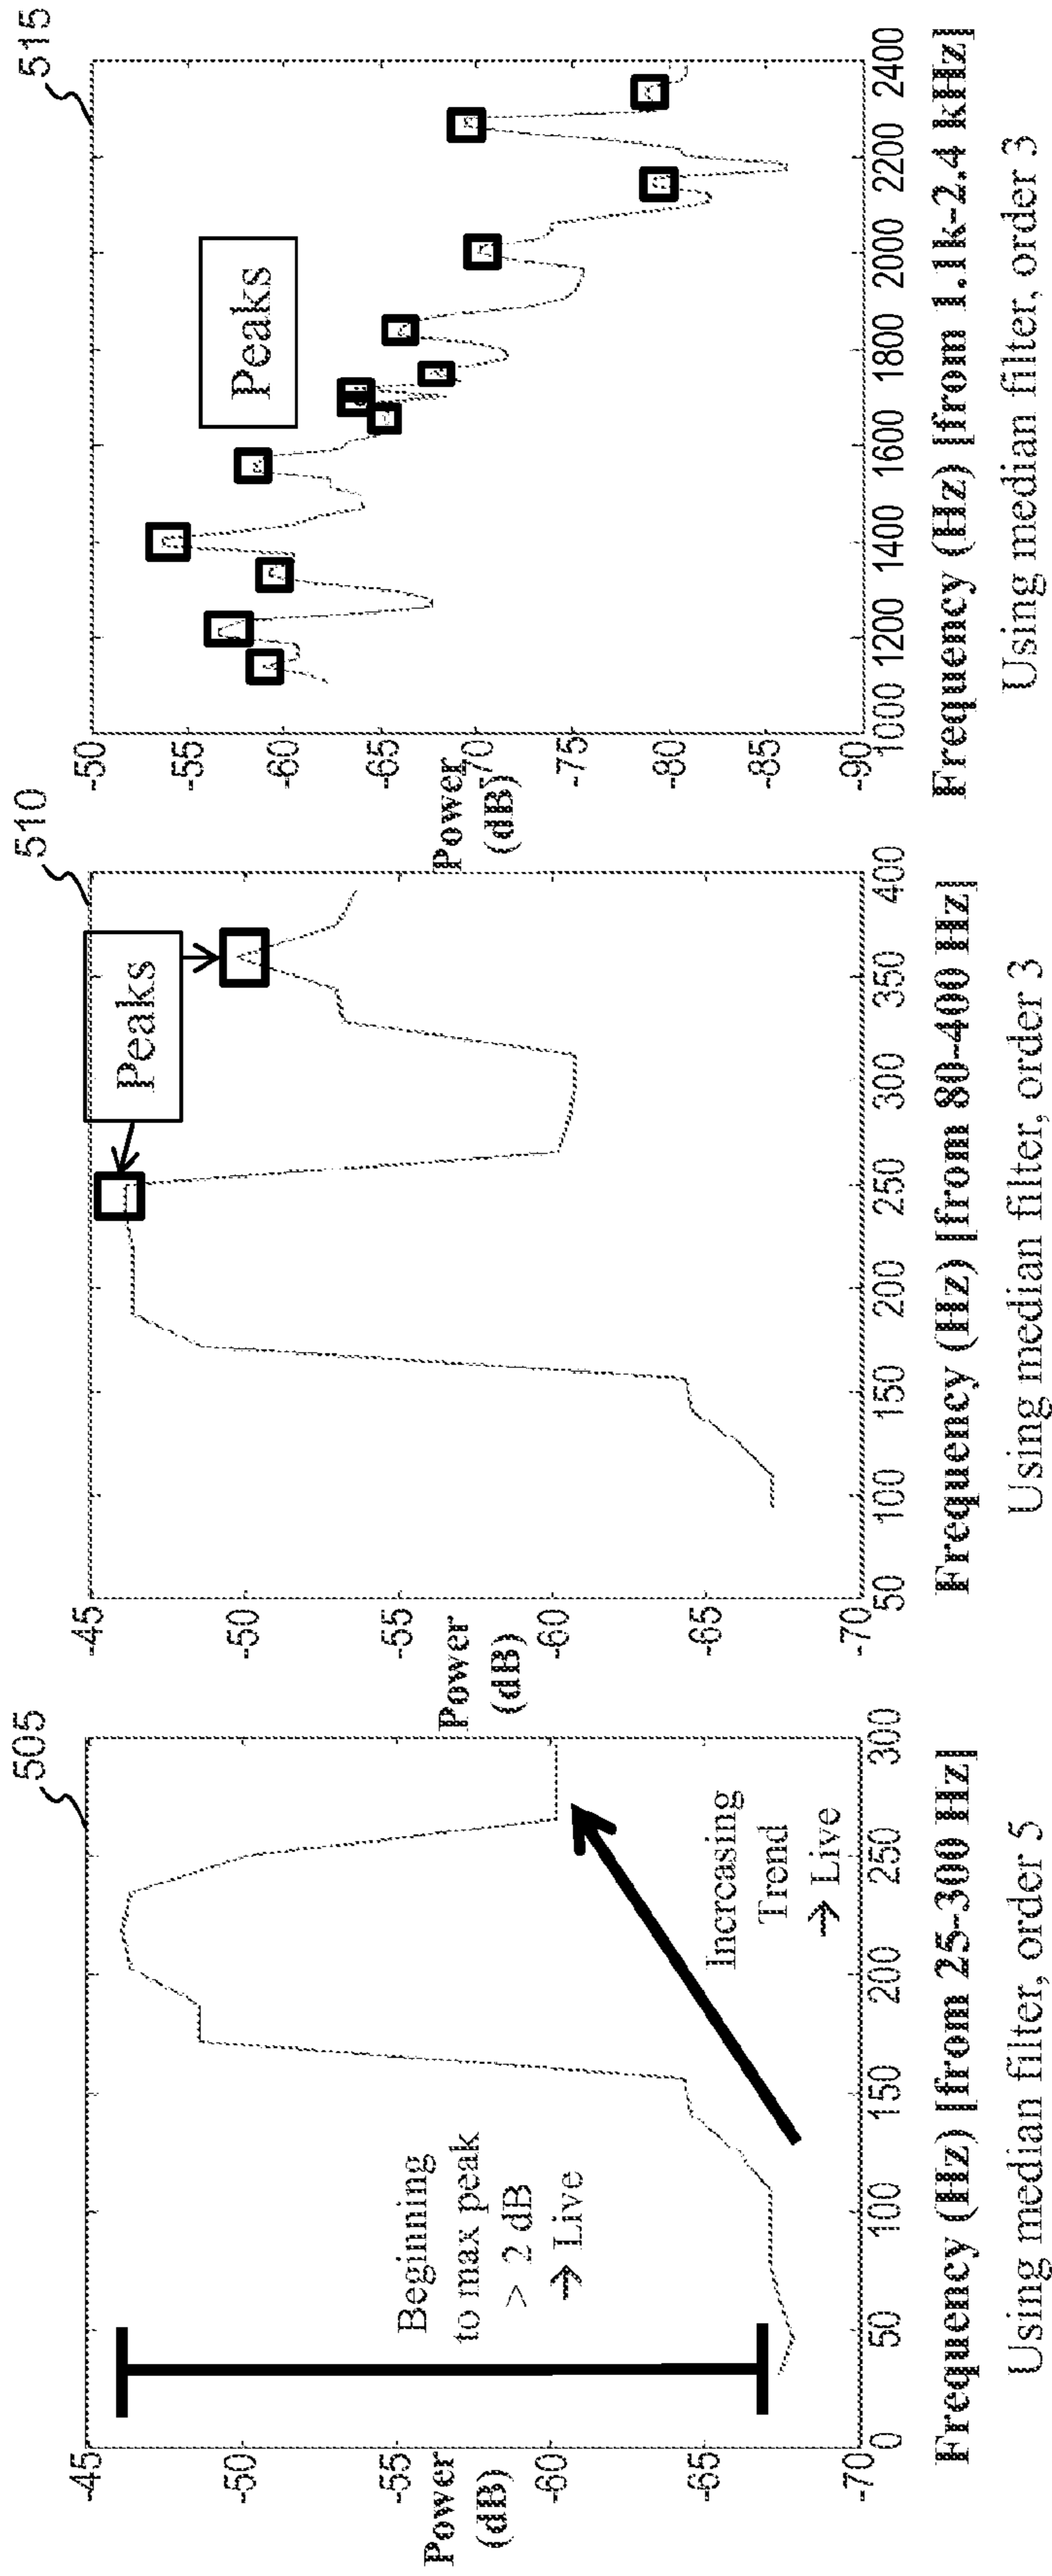 505
-45
-50
-55
-60
-65
-70
Power
(dB)
Beginning
to max peak
> 2 dB
→ Live
Increasing
Trend
→ Live
0 50 100 150 200 250 300
Frequency (Hz) [from 25-300 Hz]
Using median filter, order 5
510
-45
-50
-55
-60
-65
-70
Power
(dB)
Peaks
50 100 150 200 250 300 350 400
Frequency (Hz) [from 80-400 Hz]
Using median filter, order 3
515
-50
-55
-60
-65
-70
-75
-80
-85
-90
Power
(dB)
Peaks
1000 1200 1400 1600 1800 2000 2200 2400
Frequency (Hz) [from 1.1k-2.4 kHz]
Using median filter, order 3